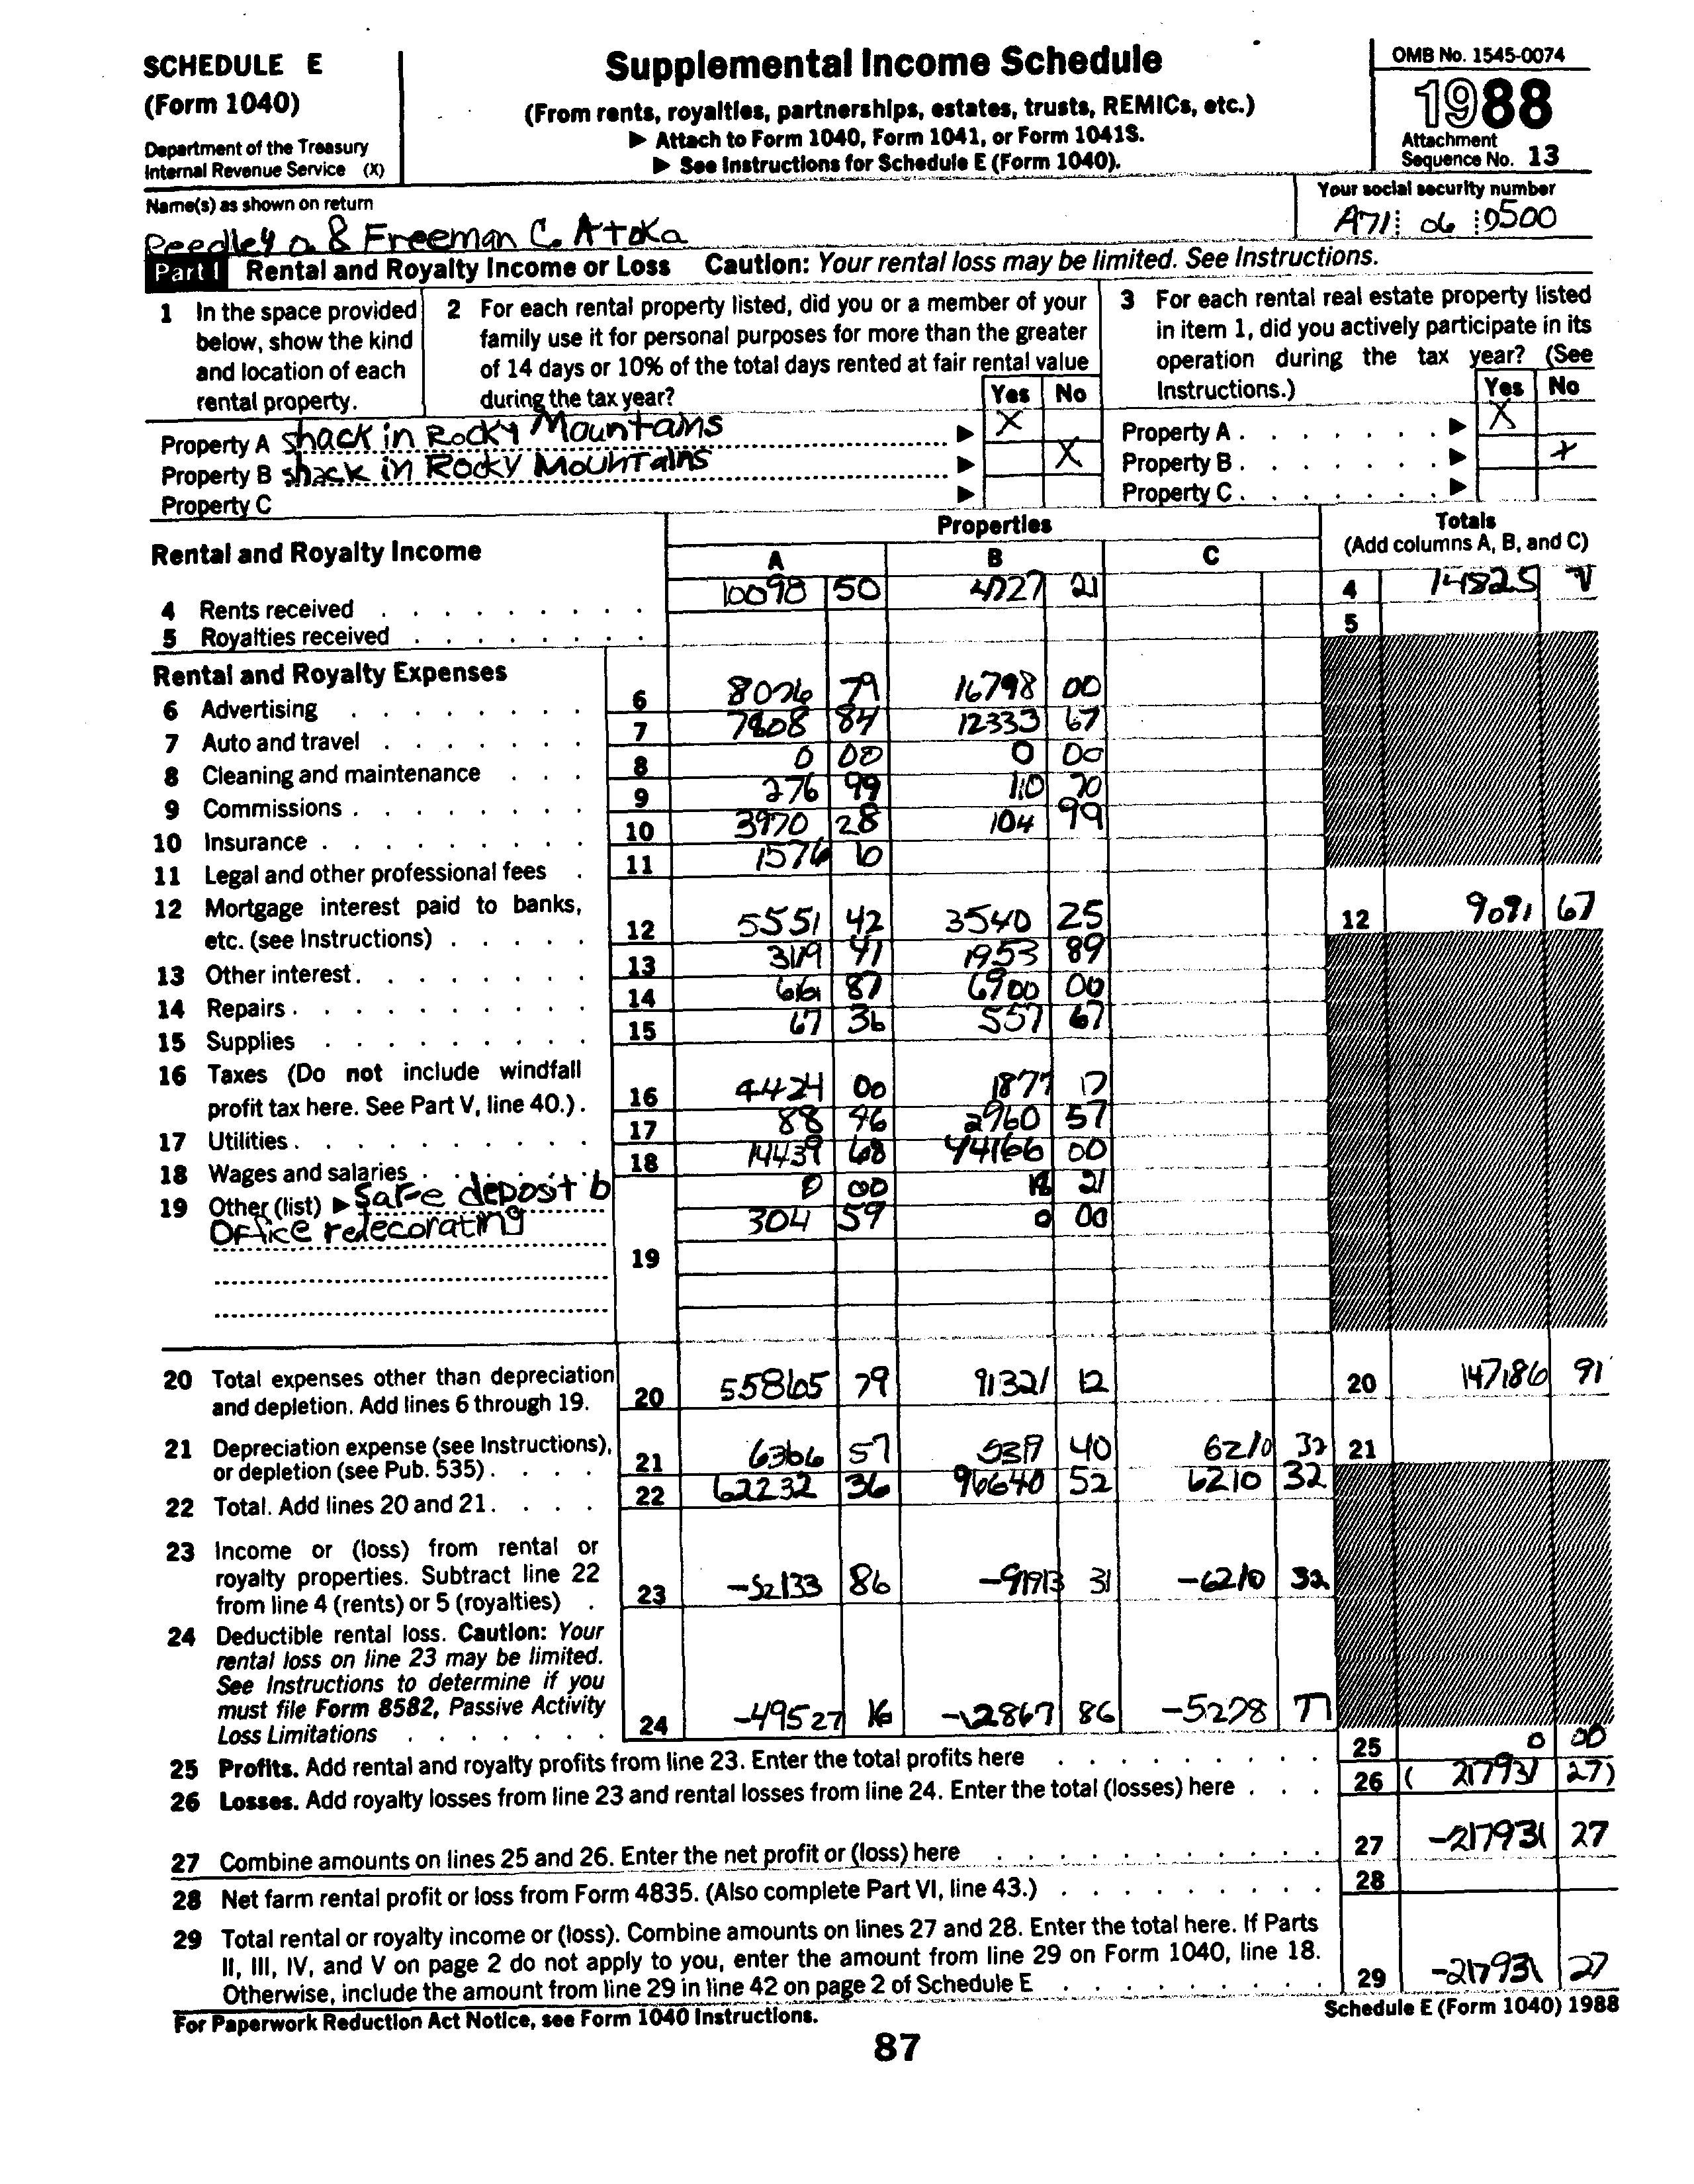 SCHEDULE E
(Form 1040)
Department of the Treasury
Internal Revenue Service (X)
Supplemental Income Schedule
(From rents, royalties, partnerships, estates, trusts, REMICs, etc.)
▶ Attach to Form 1040, Form 1041, or Form 1041S.
▶ See Instructions for Schedule E (Form 1040).
OMB No. 1545-0074
1988
Attachment
Sequence No. 13
Name(s) as shown on return
Reedley & Freeman C. Atoka
Your social security number
A71 06 0500
Part I Rental and Royalty Income or Loss Caution: Your rental loss may be limited. See Instructions.
1 In the space provided
below, show the kind
and location of each
rental property.
2 For each rental property listed, did you or a member of your
family use it for personal purposes for more than the greater
of 14 days or 10% of the total days rented at fair rental value
during the tax year?
Yes No
3 For each rental real estate property listed
in item 1, did you actively participate in its
operation during the tax year? (See
Instructions.)
Yes No
Property A shack in Rocky Mountains ▶ X
Property A . . . . . . . ▶ X
Property B shack in Rocky Mountains ▶ X
Property B . . . . . . . ▶ X
Property C ▶
Property C . . . . . . . ▶
Rental and Royalty Income
Properties
A B C
Totals
(Add columns A, B, and C)
4 Rents received 10098 50 4727 21 4 14825
5 Royalties received 5
Rental and Royalty Expenses
6 Advertising 6 79 16798 00
7 Auto and travel 7 7808 84 12333 67
8 Cleaning and maintenance 8 0 00 0 00
9 Commissions 9 276 99 110 70
10 Insurance 10 3970 28 104 99
11 Legal and other professional fees 11 1576 10
12 Mortgage interest paid to banks,
etc. (see Instructions) 12 5551 42 3540 25 12 9091 67
13 Other interest 13 3119 41 1953 89
14 Repairs 14 661 87 6900 00
15 Supplies 15 67 36 557 67
16 Taxes (Do not include windfall
profit tax here. See Part V, line 40.) 16 4424 00 1877 17
17 Utilities 17 88 46 2960 57
18 Wages and salaries 18 14439 68 44166 00
19 Other (list) ▶ Safe deposit b 0 00 18 21
Office redecorating 304 59 0 00
19
20 Total expenses other than depreciation
and depletion. Add lines 6 through 19. 20 55865 79 91321 12 20 147186 91
21 Depreciation expense (see Instructions),
or depletion (see Pub. 535) 21 6366 57 5319 40 6210 32 21
22 Total. Add lines 20 and 21. 22 62232 36 96640 52 6210 32
23 Income or (loss) from rental or
royalty properties. Subtract line 22
from line 4 (rents) or 5 (royalties) 23 -52133 86 -91913 31 -6210 32
24 Deductible rental loss. Caution: Your
rental loss on line 23 may be limited.
See Instructions to determine if you
must file Form 8582, Passive Activity
Loss Limitations 24 -49527 16 -12867 86 -5278 77
25 Profits. Add rental and royalty profits from line 23. Enter the total profits here 25 0 00
26 Losses. Add royalty losses from line 23 and rental losses from line 24. Enter the total (losses) here 26 ( 217931 27)
27 Combine amounts on lines 25 and 26. Enter the net profit or (loss) here 27 -217931 27
28 Net farm rental profit or loss from Form 4835. (Also complete Part VI, line 43.) 28
29 Total rental or royalty income or (loss). Combine amounts on lines 27 and 28. Enter the total here. If Parts
II, III, IV, and V on page 2 do not apply to you, enter the amount from line 29 on Form 1040, line 18.
Otherwise, include the amount from line 29 in line 42 on page 2 of Schedule E 29 -217931 27
For Paperwork Reduction Act Notice, see Form 1040 Instructions.
Schedule E (Form 1040) 1988
87